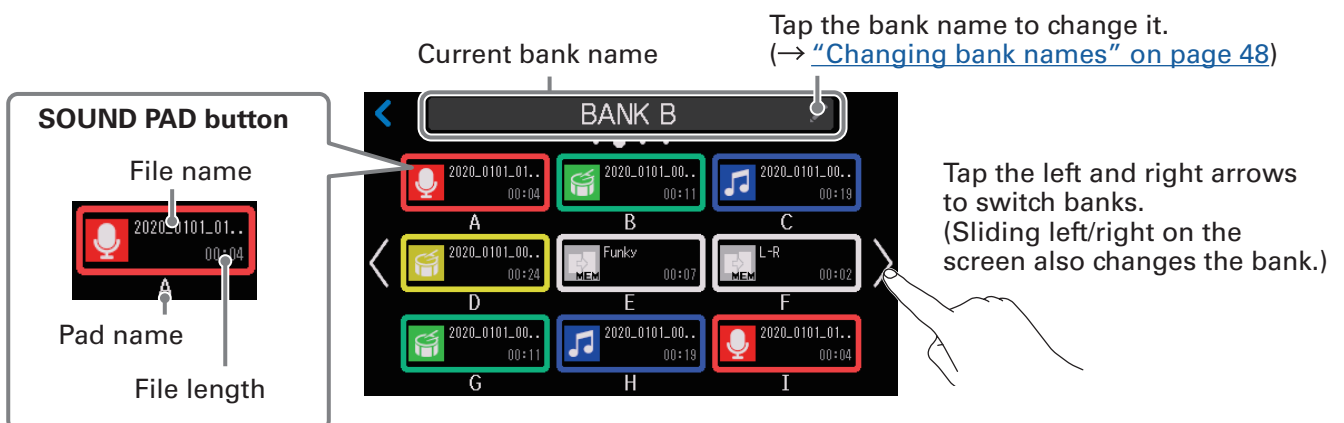 Tap the bank name to change it.
(→ "Changing bank names" on page 48)
Current bank name
SOUND PAD button
File name
2020_0101_01..
00:04
A
Pad name
File length
BANK B
2020_0101_01..
00:04
A
2020_0101_00..
00:11
B
2020_0101_00..
00:19
C
2020_0101_00..
00:24
D
MEM
Funky
00:07
E
MEM
L-R
00:02
F
2020_0101_00..
00:11
G
2020_0101_00..
00:19
H
2020_0101_01..
00:04
I
Tap the left and right arrows
to switch banks.
(Sliding left/right on the
screen also changes the bank.)